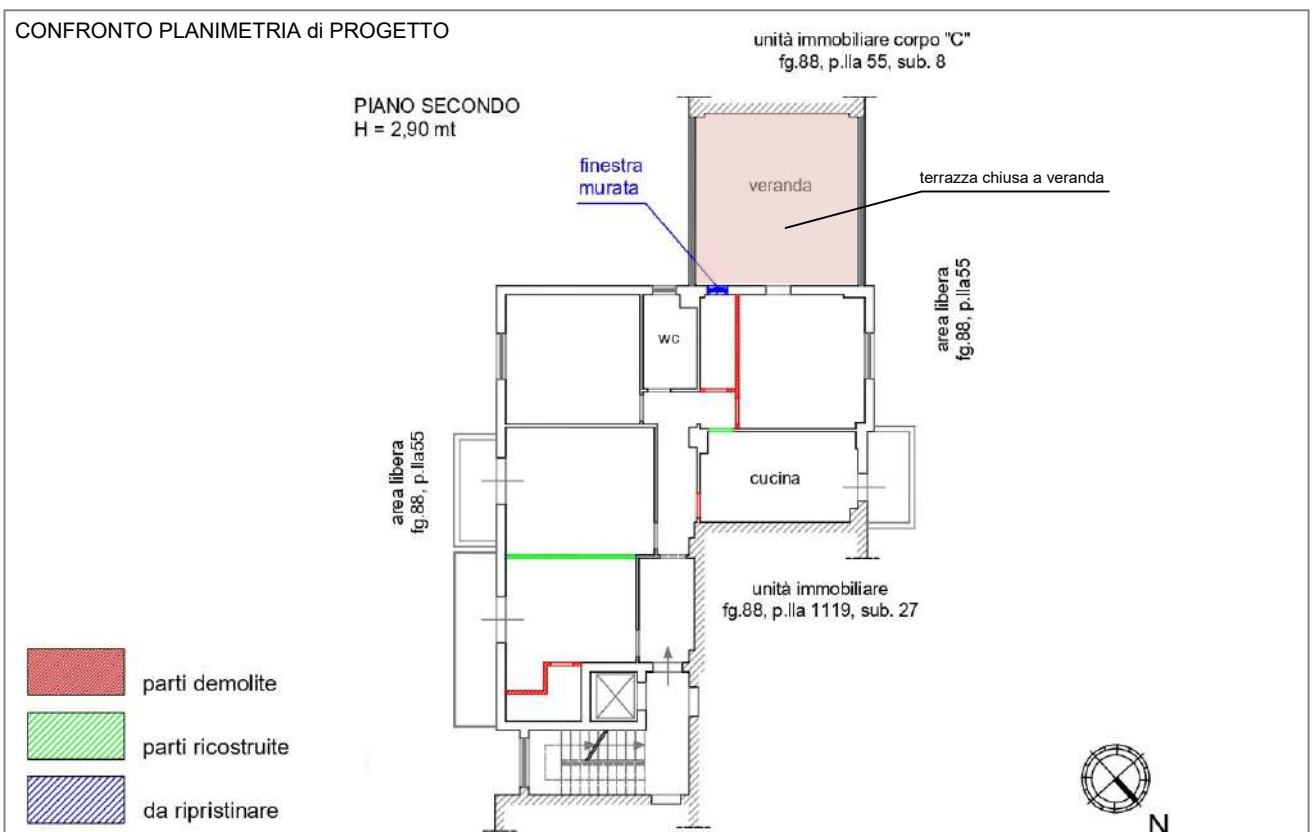 CONFRONTO PLANIMETRIA di PROGETTO
unità immobiliare corpo "C"
fg.88, p.lla 55, sub. 8
PIANO SECONDO
H = 2,90 mt
finestra
murata
veranda
terrazza chiusa a veranda
area libera
fg.88, p.lla55
wc
area libera
fg.88, p.lla55
cucina
unità immobiliare
fg.88, p.lla 1119, sub. 27
parti demolite
parti ricostruite
da ripristinare
N